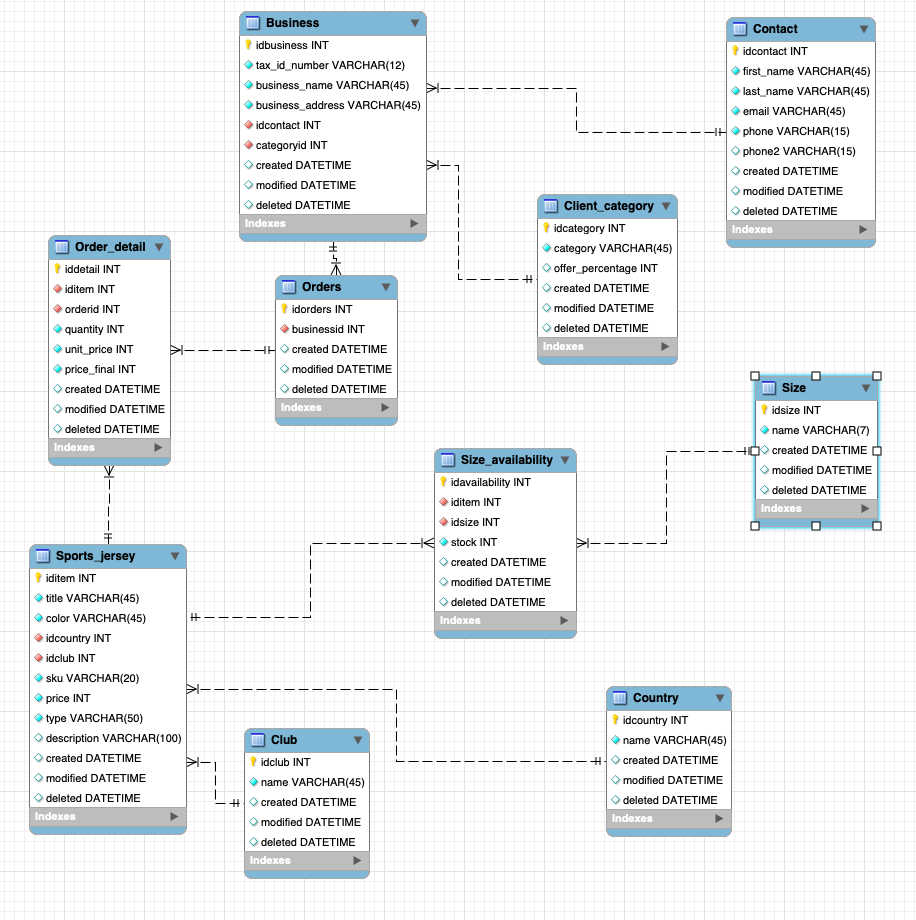 Business
idbusiness INT
tax_id_number VARCHAR(12)
business_name VARCHAR(45)
business_address VARCHAR(45)
idcontact INT
categoryid INT
created DATETIME
modified DATETIME
deleted DATETIME
Indexes
Contact
idcontact INT
first_name VARCHAR(45)
last_name VARCHAR(45)
email VARCHAR(45)
phone VARCHAR(15)
phone2 VARCHAR(15)
created DATETIME
modified DATETIME
deleted DATETIME
Indexes
Client_category
idcategory INT
category VARCHAR(45)
offer_percentage INT
created DATETIME
modified DATETIME
deleted DATETIME
Indexes
Order_detail
iddetail INT
iditem INT
orderid INT
quantity INT
unit_price INT
price_final INT
created DATETIME
modified DATETIME
deleted DATETIME
Indexes
Orders
idorders INT
businessid INT
created DATETIME
modified DATETIME
deleted DATETIME
Indexes
Size
idsize INT
name VARCHAR(7)
created DATETIME
modified DATETIME
deleted DATETIME
Indexes
Size_availability
idavailability INT
iditem INT
idsize INT
stock INT
created DATETIME
modified DATETIME
deleted DATETIME
Indexes
Sports_jersey
iditem INT
title VARCHAR(45)
color VARCHAR(45)
idcountry INT
idclub INT
sku VARCHAR(20)
price INT
type VARCHAR(50)
description VARCHAR(100)
created DATETIME
modified DATETIME
deleted DATETIME
Indexes
Club
idclub INT
name VARCHAR(45)
created DATETIME
modified DATETIME
deleted DATETIME
Indexes
Country
idcountry INT
name VARCHAR(45)
created DATETIME
modified DATETIME
deleted DATETIME
Indexes